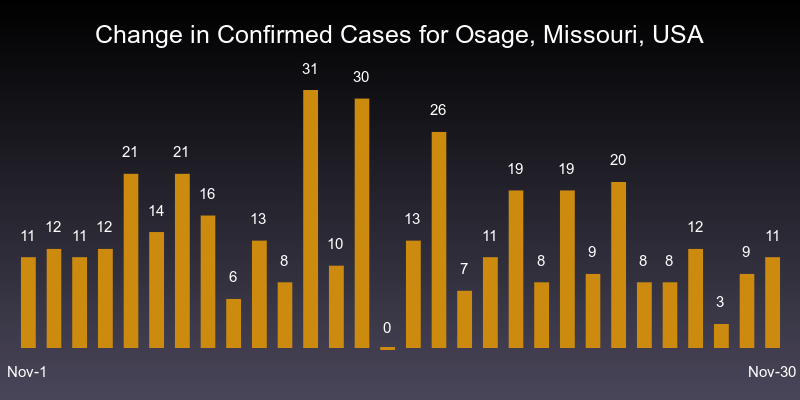 Change in Confirmed Cases for Osage, Missouri, USA
11 12 11 12 21 14 21 16 6 13 8 31 10 30 0 13 26 7 11 19 8 19 9 20 8 8 12 3 9 11
Nov-1 Nov-30